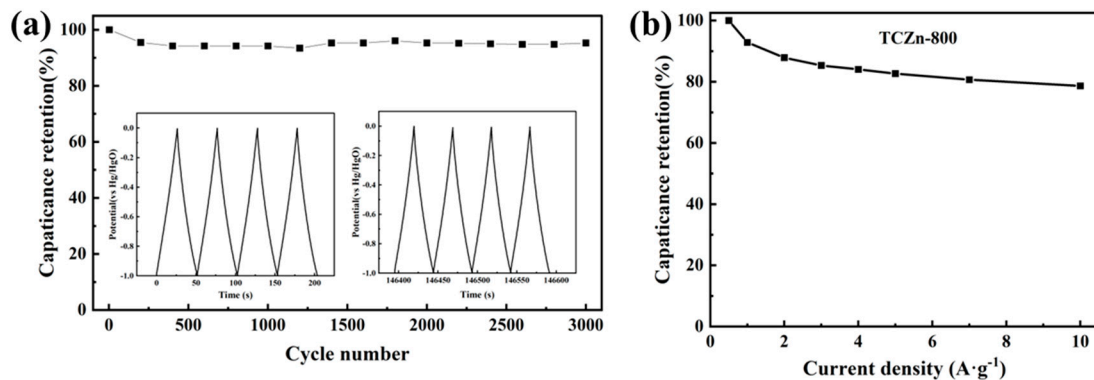 (a)
Capaticance retention(%)
100
80
60
40
20
0
0 500 1000 1500 2000 2500 3000
Cycle number
Potential(vs Hg/HgO)
0.0
-0.2
-0.4
-0.6
-0.8
-1.0
0 50 100 150 200
Time (s)
Potential(vs Hg/HgO)
0.0
-0.2
-0.4
-0.6
-0.8
-1.0
146400 146450 146500 146550 146600
Time (s)
(b)
Capaticance retention(%)
100
80
60
40
20
0
TCZn-800
0 2 4 6 8 10
Current density (A·g⁻¹)